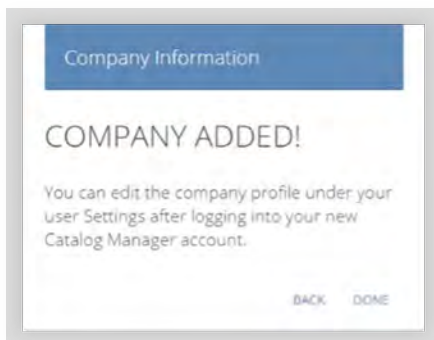 Company Information
COMPANY ADDED!
You can edit the company profile under your
user Settings after logging into your new
Catalog Manager account.
BACK DONE